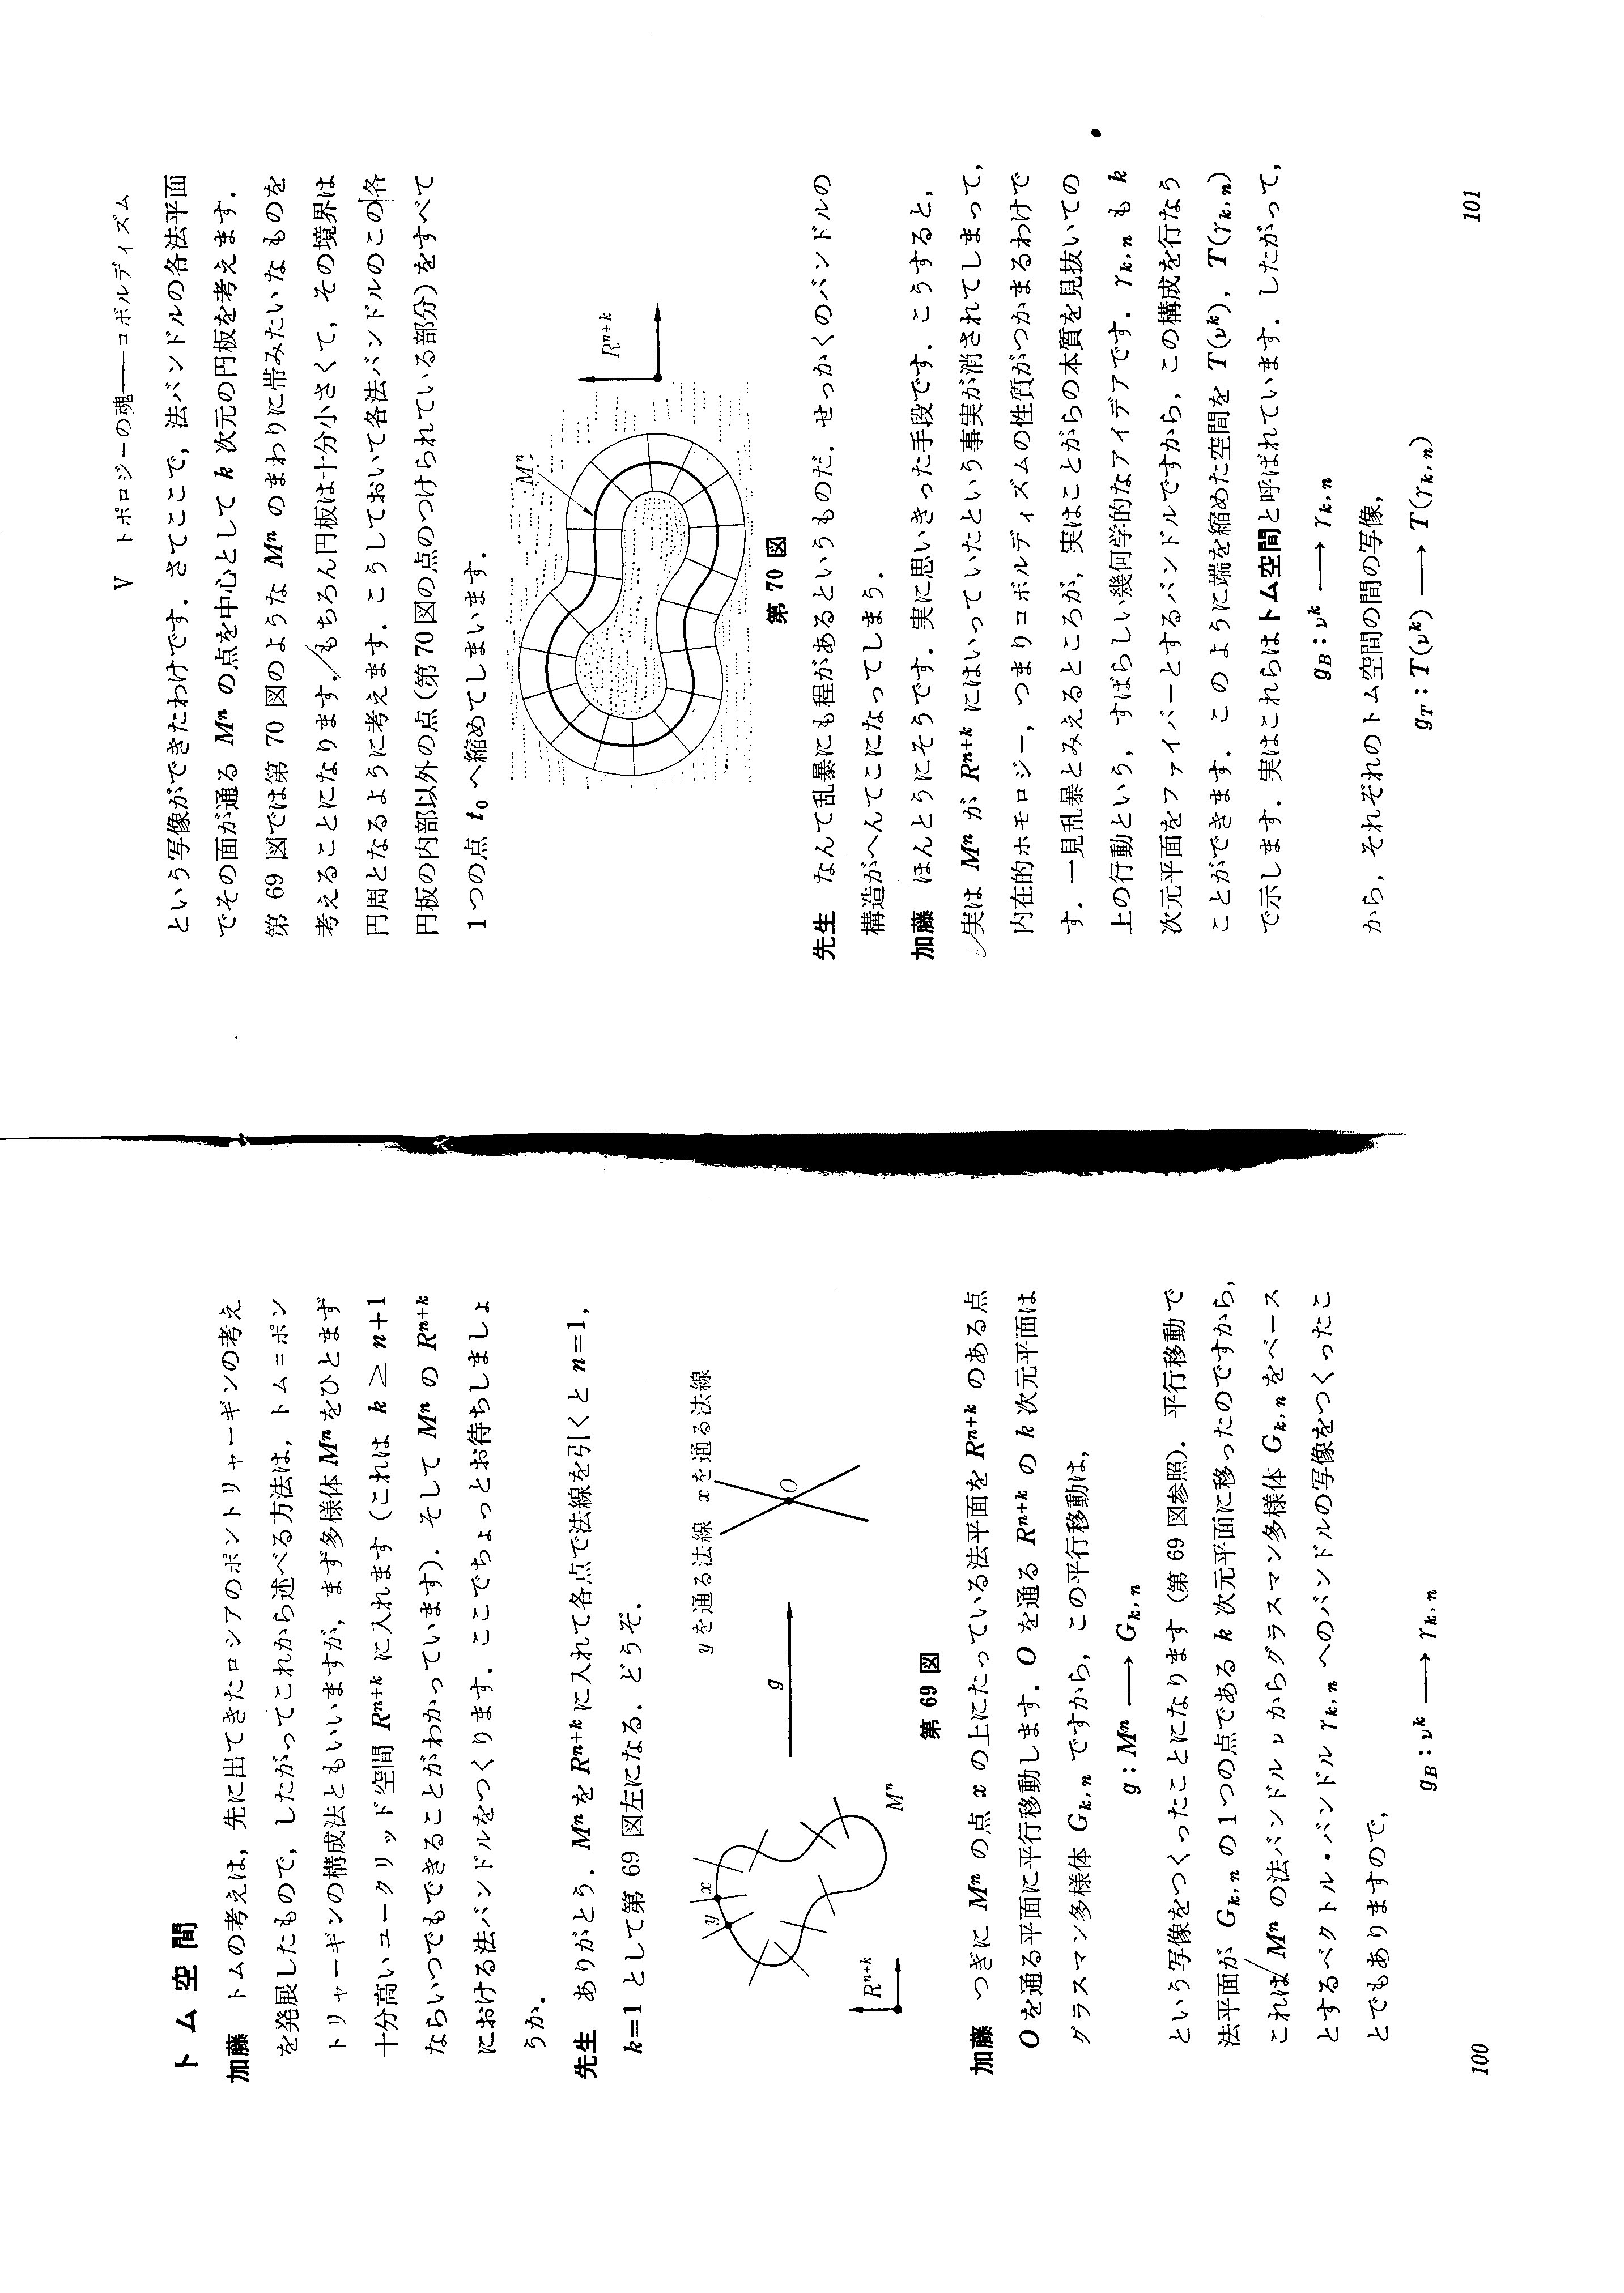 トム空間
加藤 トムの考えは，先に出てきたロシアのポントリャーギンの考え
を発展したもので，したがってこれから述べる方法は，トム＝ポン
トリャーギンの構成法ともいいますが，まず多様体Mⁿをひとまず
十分高いユークリッド空間 Rⁿ⁺ᵏ に入れます（これは k ≥ n+1
ならいつでもできることがわかっています）．そして Mⁿ の Rⁿ⁺ᵏ
における法バンドルをつくります．ここでちょっとお待ちしましょ
うか．
先生 ありがとう．Mⁿ を Rⁿ⁺ᵏ に入れて各点で法線を引くと n=1,
k=1 として第 69 図左になる．どうぞ．
yを通る法線 xを通る法線
y x
g
O
Rⁿ⁺ᵏ
Mⁿ
第 69 図
加藤 つぎに Mⁿ の点 x の上にたっている法平面を Rⁿ⁺ᵏ のある点
O を通る平面に平行移動します．O を通る Rⁿ⁺ᵏ の k 次元平面は
グラスマン多様体 Gₖ,ₙ ですから，この平行移動は，
g : Mⁿ ⟶ Gₖ,ₙ
という写像をつくったことになります（第 69 図参照）．平行移動で
法平面が Gₖ,ₙ の1つの点である k 次元平面に移ったのですから，
これは Mⁿ の法バンドル ν からグラスマン多様体 Gₖ,ₙ をベース
とするベクトル・バンドル γₖ,ₙ へのバンドルの写像をつくったこ
とでもありますので，
g_B : νᵏ ⟶ γₖ,ₙ
100
V トポロジーの魂――コボルディズム
という写像ができたわけです．さてここで，法バンドルの各法平面
でその面が通る Mⁿ の点を中心として k 次元の円板を考えます．
第 69 図では第 70 図のような Mⁿ のまわりに帯みたいなものを
考えることになります．もちろん円板は十分小さくて，その境界は
円周となるように考えます．こうしておいて各法バンドルのこの各
円板の内部以外の点（第70図の点のつけられている部分）をすべて
1つの点 t₀ へ縮めてしまいます．
Mⁿ
Rⁿ⁺ᵏ
第 70 図
先生 なんて乱暴にも程があるというものだ．せっかくのバンドルの
構造がへんてこになってしまう．
加藤 ほんとうにそうです．実に思いきった手段です．こうすると，
実は Mⁿ が Rⁿ⁺ᵏ にはいっていたという事実が消されてしまって，
内在的ホモロジー，つまりコボルディズムの性質がつかまるわけで
す．一見乱暴とみえるところが，実はことがらの本質を見抜いての
上の行動という，すばらしい幾何学的なアイデアです．γₖ,ₙ も k
次元平面をファイバーとするバンドルですから，この構成を行なう
ことができます．このように端を縮めた空間を T(νᵏ), T(γₖ,ₙ)
で示します．実はこれらはトム空間と呼ばれています．したがって，
g_B : νᵏ ⟶ γₖ,ₙ
から，それぞれのトム空間の間の写像，
g_T : T(νᵏ) ⟶ T(γₖ,ₙ)
101